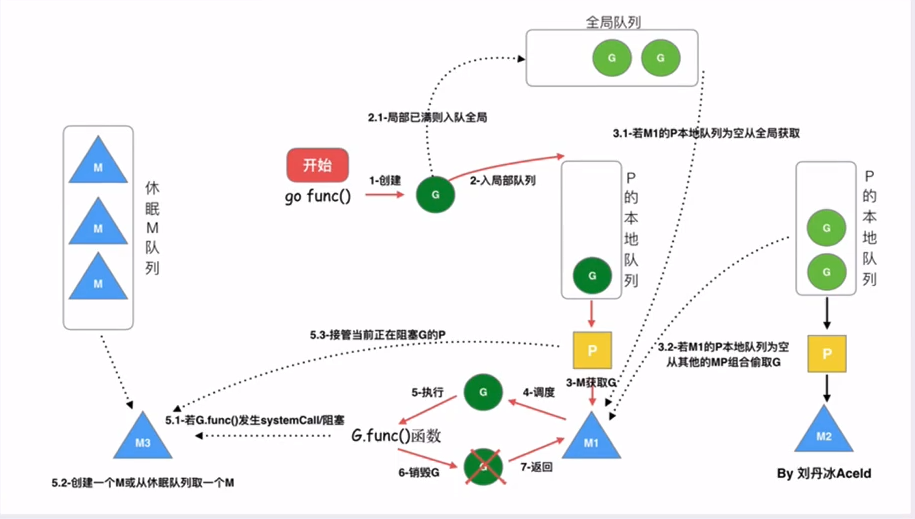 全局队列
G
G
2.1-局部已满则入队全局
3.1-若M1的P本地队列为空从全局获取
开始
go func()
1-创建
G
2-入局部队列
M
M
M
休眠M队列
G
P的本地队列
G
G
P的本地队列
5.3-接管当前正在阻塞G的P
P
3.2-若M1的P本地队列为空
从其他的MP组合偷取G
P
3-M获取G
5-执行
G
4-调度
5.1-若G.func()发生systemCall/阻塞
M3
G.func()函数
M1
M2
6-销毁G
G
7-返回
5.2-创建一个M或从休眠队列取一个M
By 刘丹冰Aceld